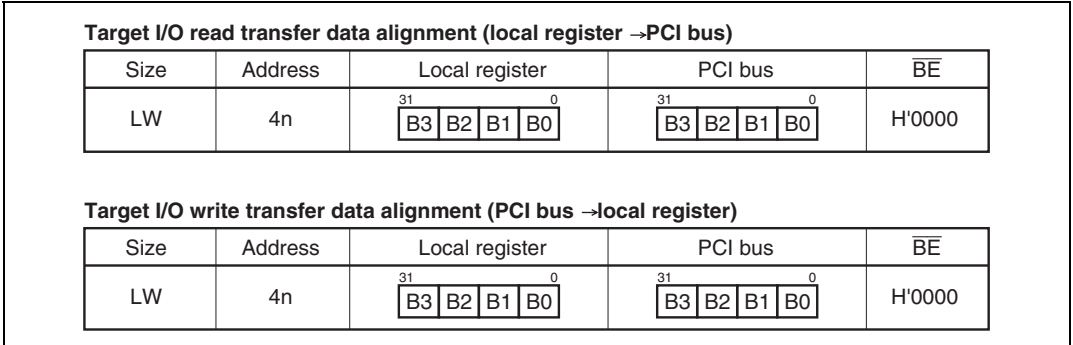 Target I/O read transfer data alignment (local register →PCI bus)
Size Address Local register PCI bus B̅E̅
31 0 31 0
LW 4n B3 B2 B1 B0 B3 B2 B1 B0 H'0000
Target I/O write transfer data alignment (PCI bus →local register)
Size Address Local register PCI bus B̅E̅
31 0 31 0
LW 4n B3 B2 B1 B0 B3 B2 B1 B0 H'0000